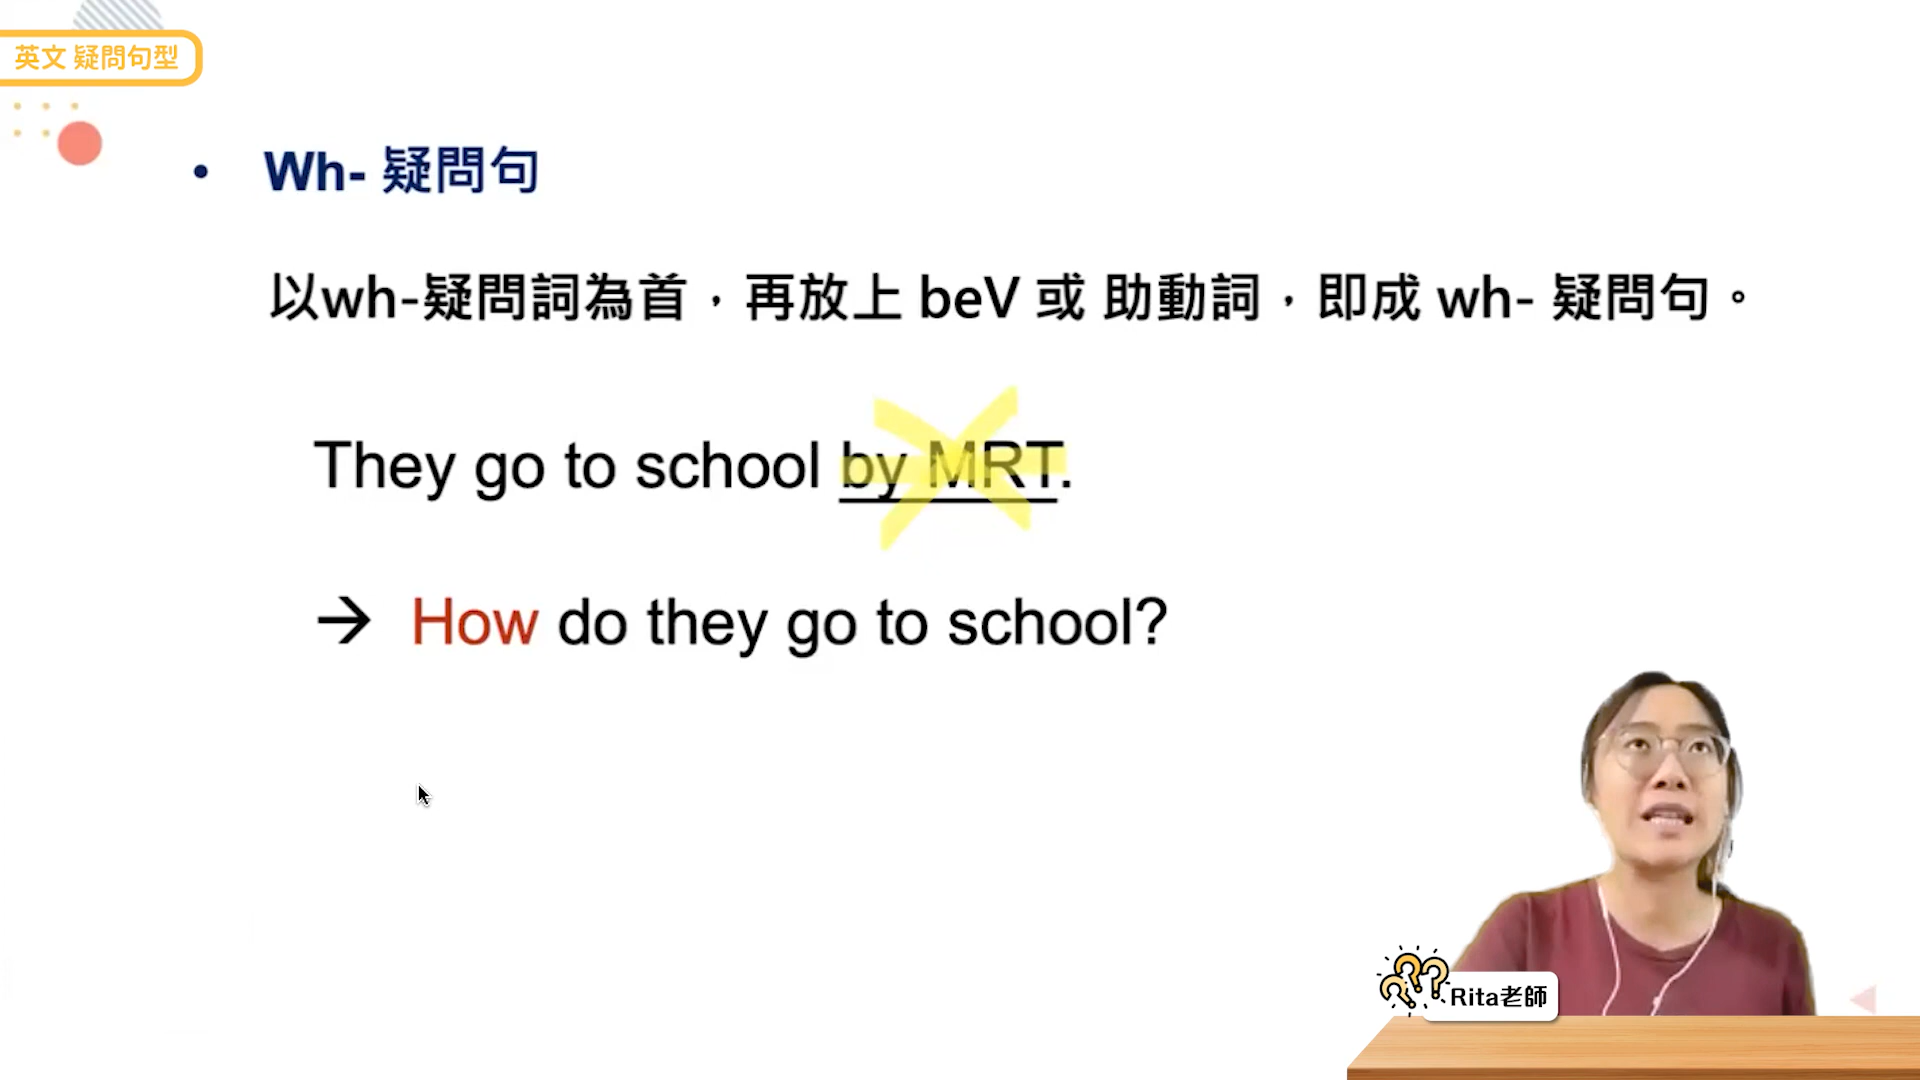 英文 疑問句型
• Wh- 疑問句
以wh-疑問詞為首，再放上 beV 或 助動詞，即成 wh- 疑問句。
They go to school by MRT.
→ How do they go to school?
Rita老師